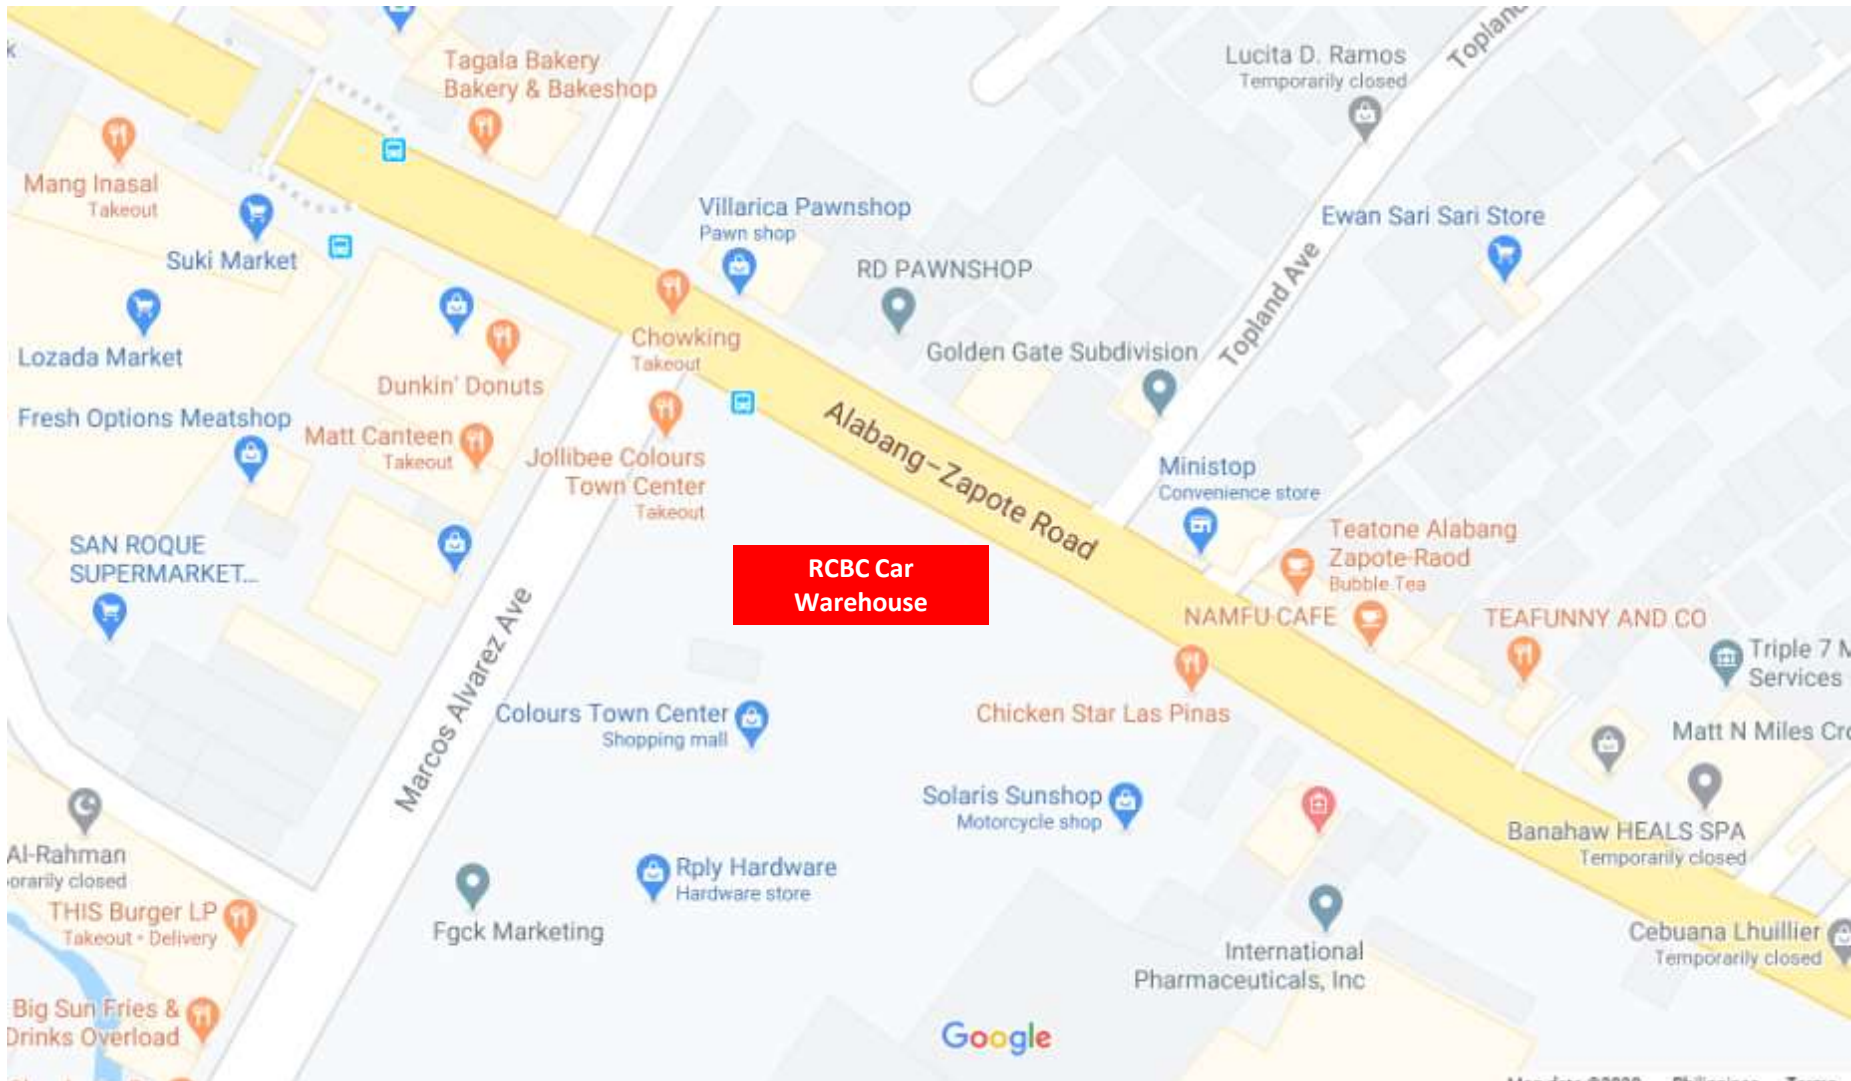 Tagala Bakery
Bakery & Bakeshop
Lucita D. Ramos
Temporarily closed
Topland
Mang Inasal
Takeout
Suki Market
Villarica Pawnshop
Pawn shop
Ewan Sari Sari Store
RD PAWNSHOP
Topland Ave
Lozada Market
Chowking
Takeout
Golden Gate Subdivision
Dunkin' Donuts
Fresh Options Meatshop
Matt Canteen
Takeout
Jollibee Colours
Town Center
Takeout
Alabang-Zapote Road
Ministop
Convenience store
SAN ROQUE
SUPERMARKET...
RCBC Car
Warehouse
Teatone Alabang
Zapote-Raod
Bubble Tea
NAMFU CAFE
TEAFUNNY AND CO
Triple 7 M
Services
Marcos Alvarez Ave
Colours Town Center
Shopping mall
Chicken Star Las Pinas
Matt N Miles Cro
Solaris Sunshop
Motorcycle shop
Banahaw HEALS SPA
Temporarily closed
Al-Rahman
orarily closed
Rply Hardware
Hardware store
THIS Burger LP
Takeout • Delivery
Fgck Marketing
International
Pharmaceuticals, Inc
Cebuana Lhuillier
Temporarily closed
Big Sun Fries &
Drinks Overload
Google